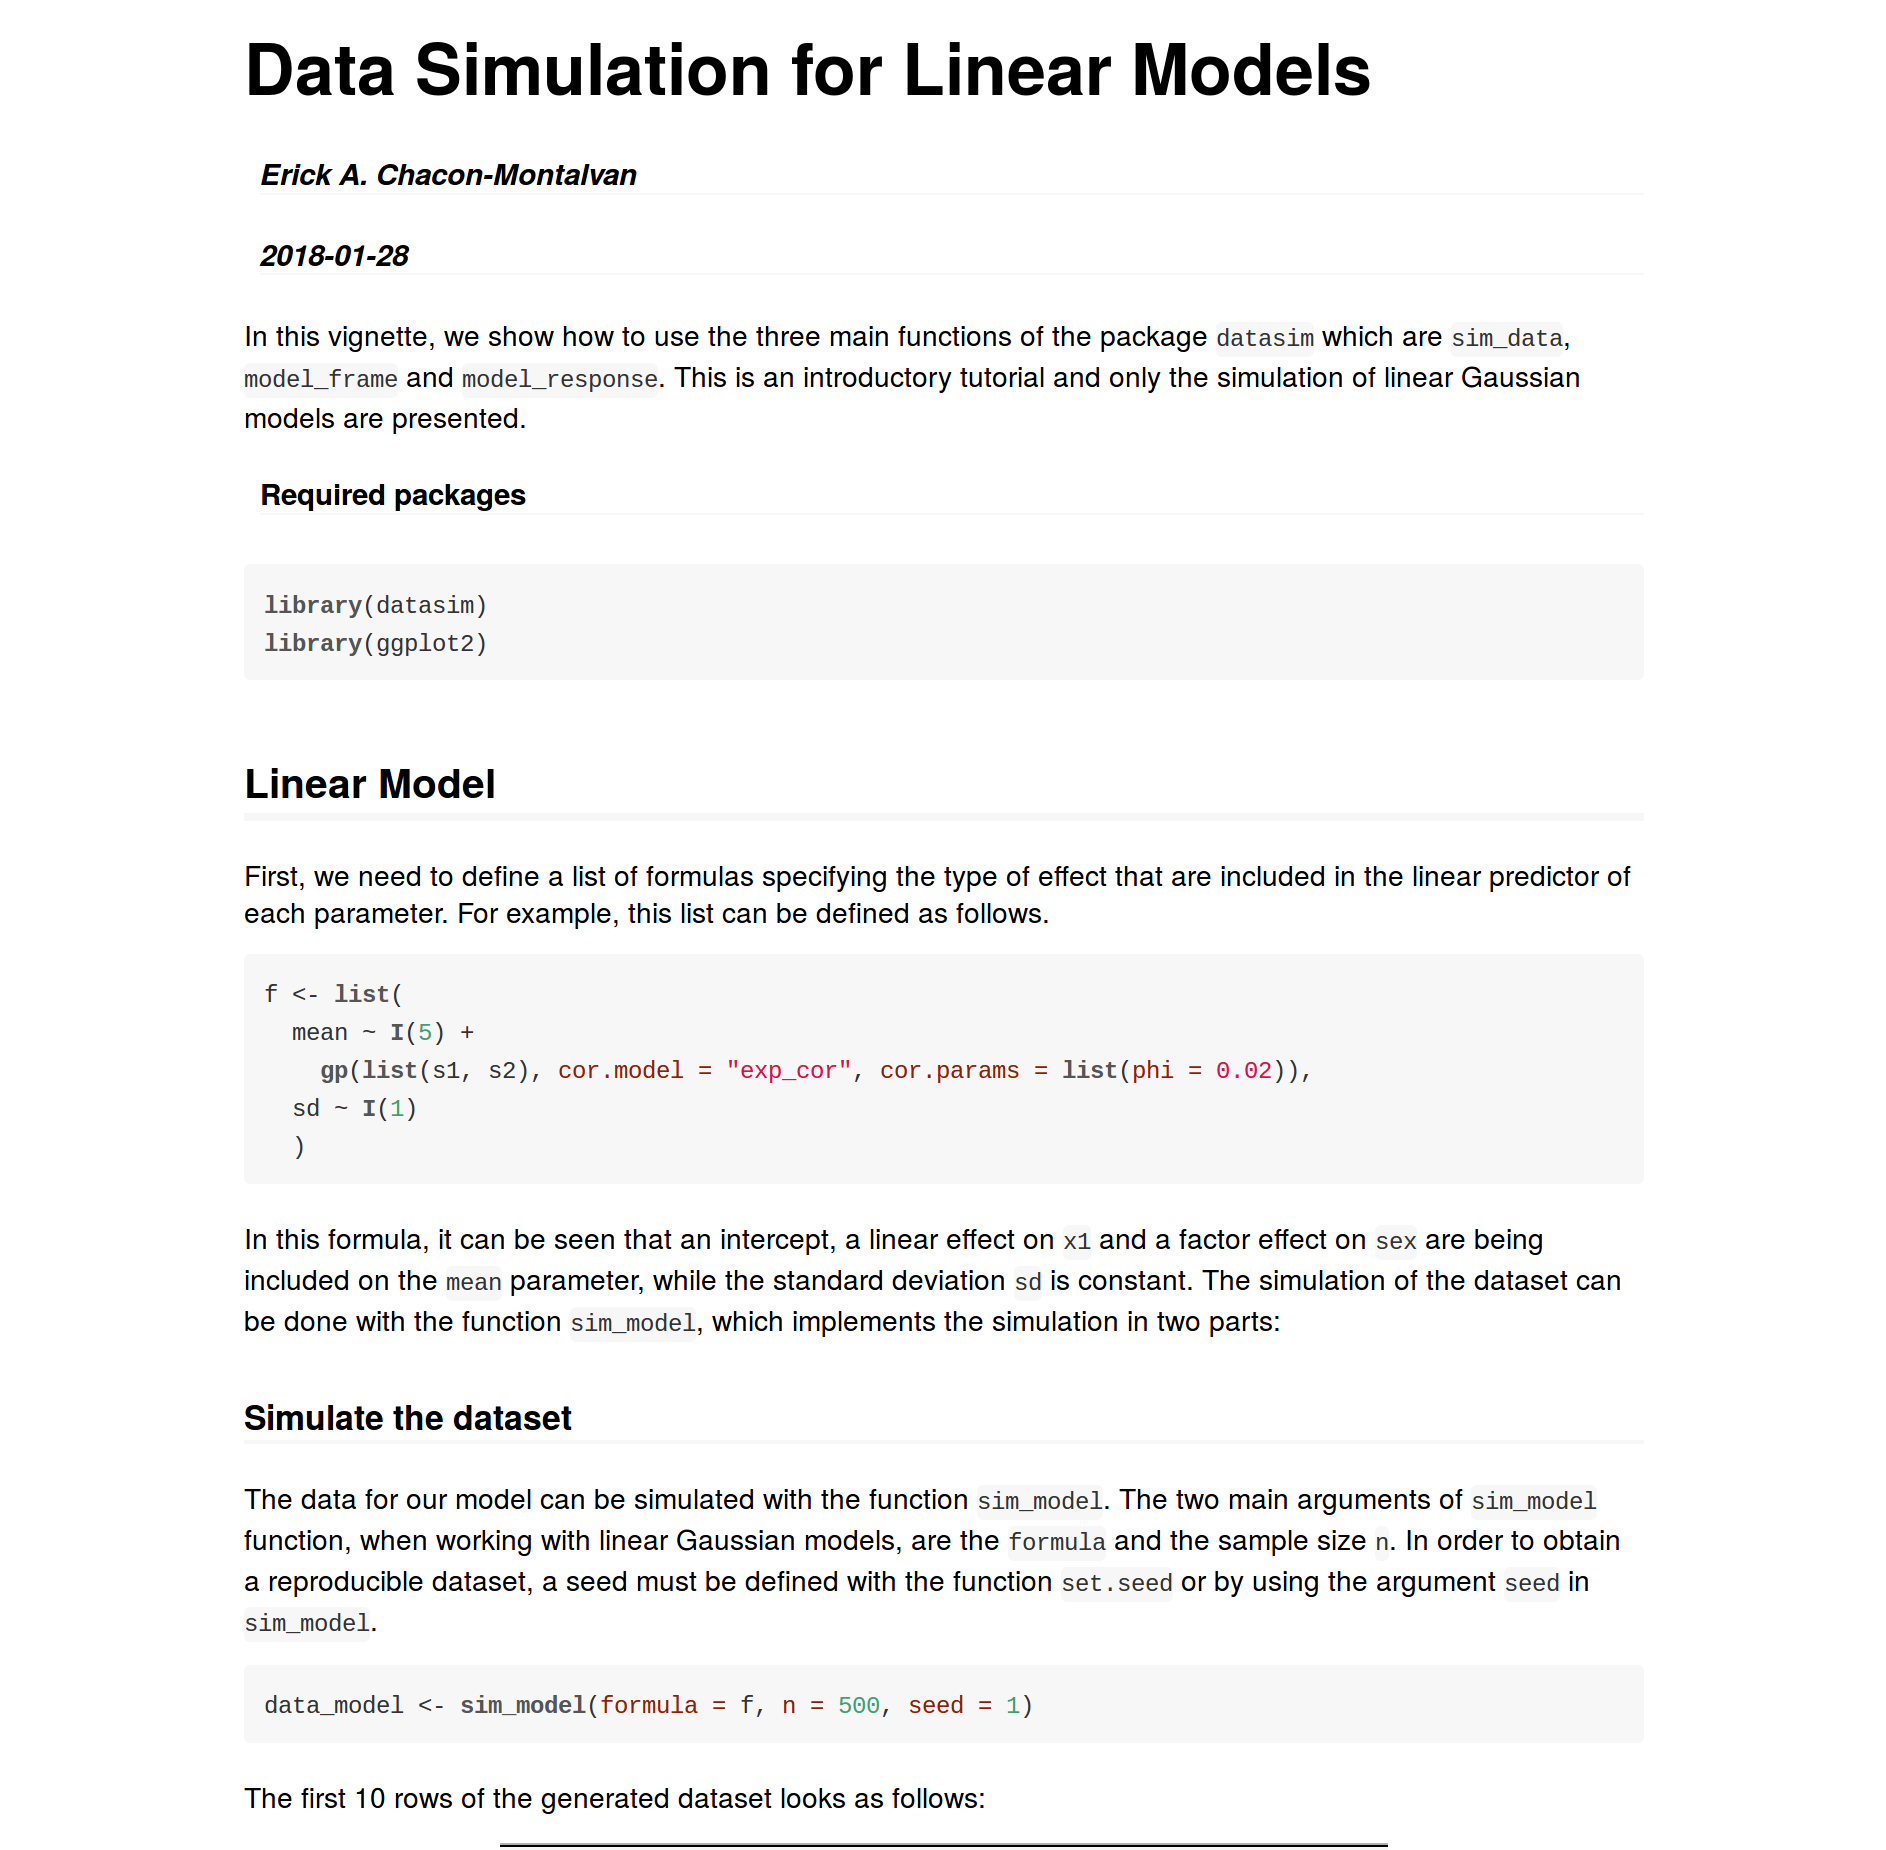 Data Simulation for Linear Models
Erick A. Chacon-Montalvan
2018-01-28
In this vignette, we show how to use the three main functions of the package datasim which are sim_data,
model_frame and model_response. This is an introductory tutorial and only the simulation of linear Gaussian
models are presented.
Required packages
library(datasim)
library(ggplot2)
Linear Model
First, we need to define a list of formulas specifying the type of effect that are included in the linear predictor of
each parameter. For example, this list can be defined as follows.
f <- list(
  mean ~ I(5) +
    gp(list(s1, s2), cor.model = "exp_cor", cor.params = list(phi = 0.02)),
  sd ~ I(1)
  )
In this formula, it can be seen that an intercept, a linear effect on x1 and a factor effect on sex are being
included on the mean parameter, while the standard deviation sd is constant. The simulation of the dataset can
be done with the function sim_model, which implements the simulation in two parts:
Simulate the dataset
The data for our model can be simulated with the function sim_model. The two main arguments of sim_model
function, when working with linear Gaussian models, are the formula and the sample size n. In order to obtain
a reproducible dataset, a seed must be defined with the function set.seed or by using the argument seed in
sim_model.
data_model <- sim_model(formula = f, n = 500, seed = 1)
The first 10 rows of the generated dataset looks as follows: